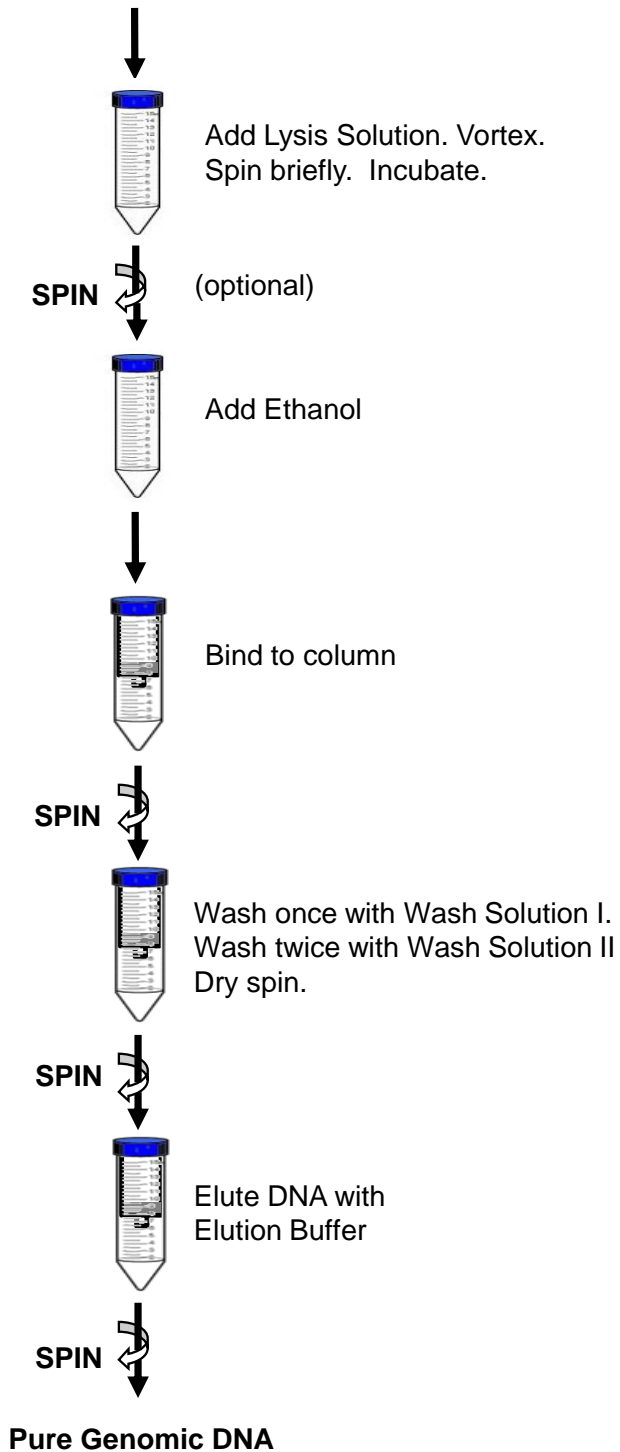 Add Lysis Solution. Vortex.
Spin briefly.  Incubate.
SPIN
(optional)
Add Ethanol
Bind to column
SPIN
Wash once with Wash Solution I.
Wash twice with Wash Solution II
Dry spin.
SPIN
Elute DNA with
Elution Buffer
SPIN
Pure Genomic DNA